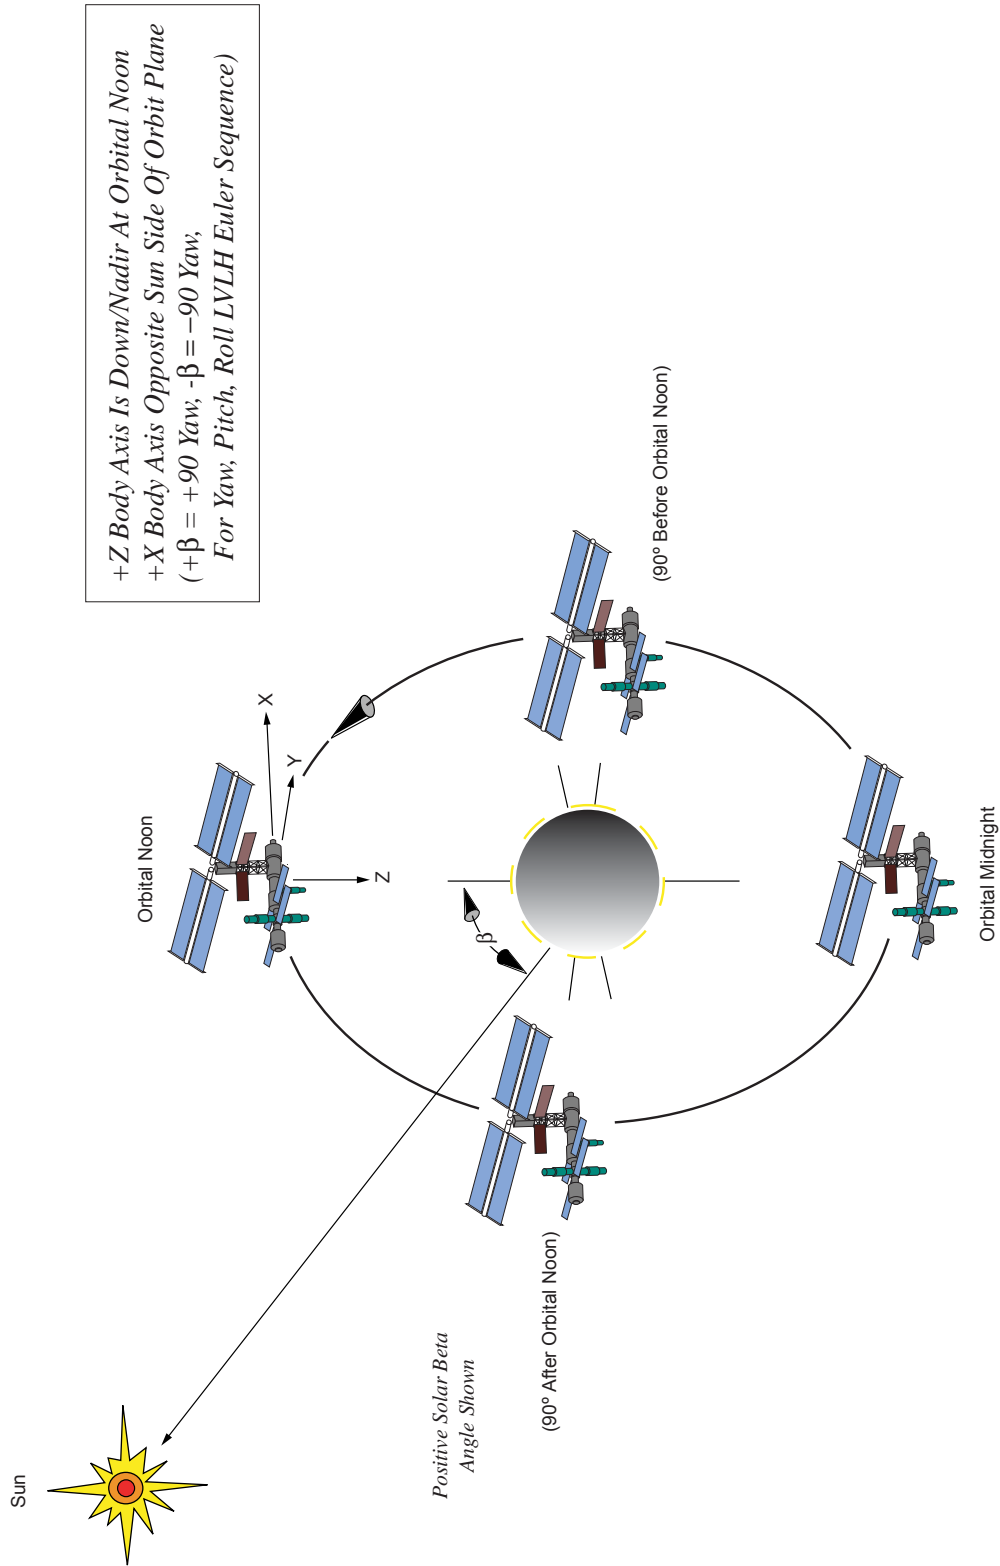 +Z Body Axis Is Down/Nadir At Orbital Noon
+X Body Axis Opposite Sun Side Of Orbit Plane
(+β = +90 Yaw, -β = −90 Yaw,
For Yaw, Pitch, Roll LVLH Euler Sequence)
Sun
Orbital Noon
X
Y
Z
β
Positive Solar Beta
Angle Shown
(90º After Orbital Noon)
(90º Before Orbital Noon)
Orbital Midnight